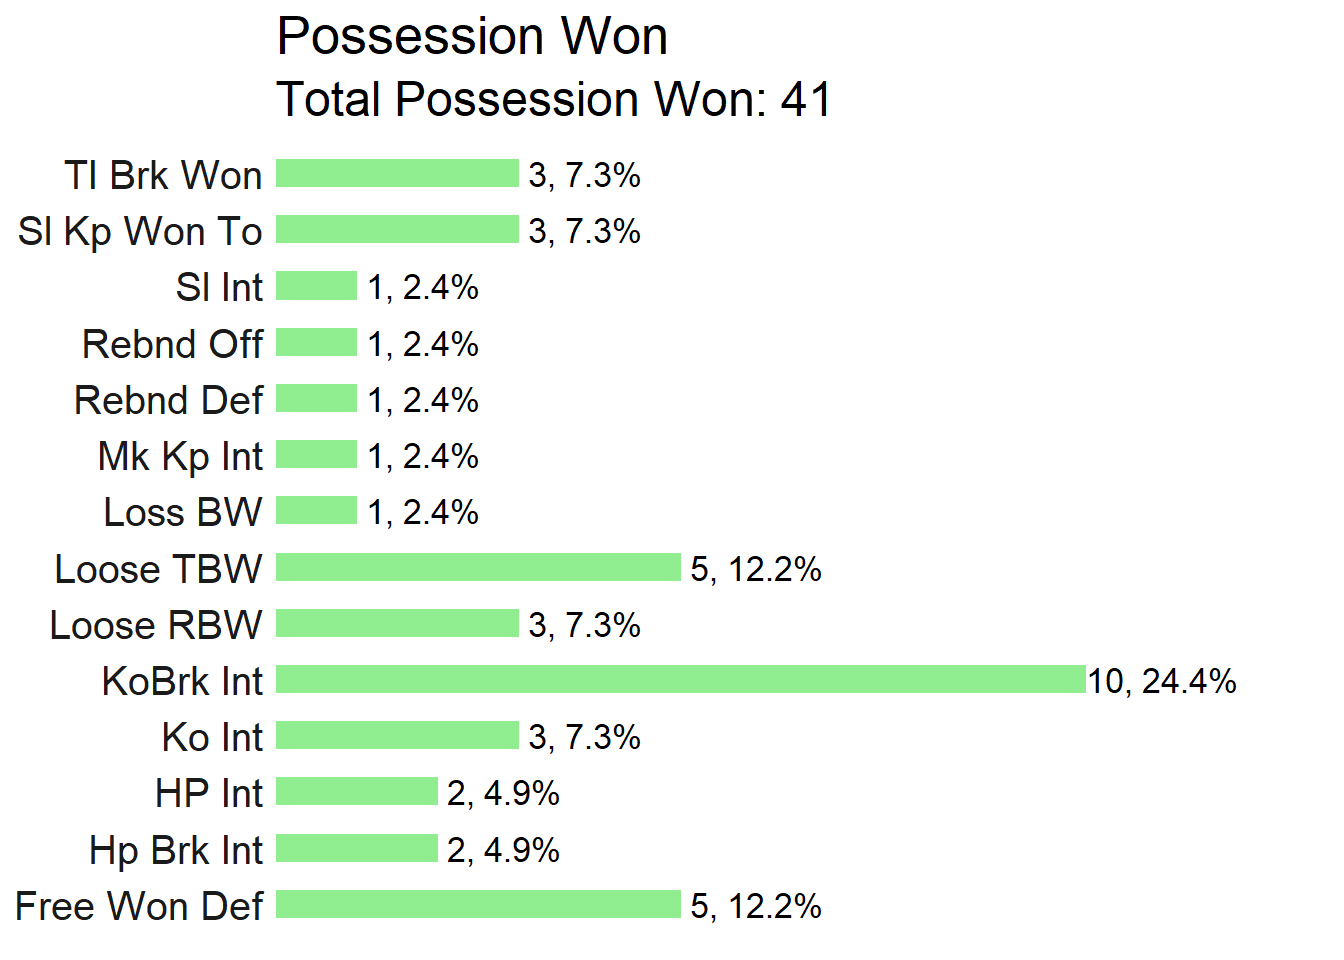 Possession Won
Total Possession Won: 41
Tl Brk Won 3, 7.3%
Sl Kp Won To 3, 7.3%
Sl Int 1, 2.4%
Rebnd Off 1, 2.4%
Rebnd Def 1, 2.4%
Mk Kp Int 1, 2.4%
Loss BW 1, 2.4%
Loose TBW 5, 12.2%
Loose RBW 3, 7.3%
KoBrk Int 10, 24.4%
Ko Int 3, 7.3%
HP Int 2, 4.9%
Hp Brk Int 2, 4.9%
Free Won Def 5, 12.2%